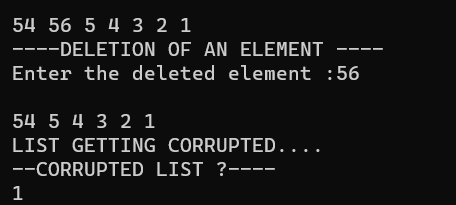 54 56 5 4 3 2 1
----DELETION OF AN ELEMENT ----
Enter the deleted element :56
54 5 4 3 2 1
LIST GETTING CORRUPTED....
--CORRUPTED LIST ?----
1